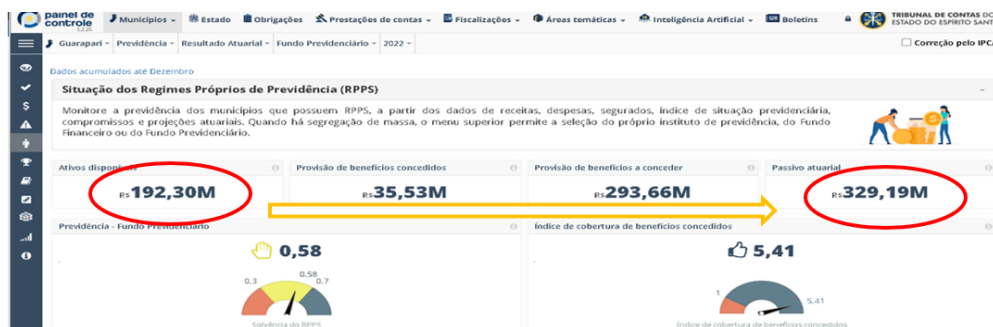 painel de controle
5.2.25
Municípios
Estado
Obrigações
Prestações de contas
Fiscalizações
Áreas temáticas
Inteligência Artificial
Boletins
TRIBUNAL DE CONTAS DO
ESTADO DO ESPÍRITO SANT
Guarapari
Previdência
Resultado Atuarial
Fundo Previdenciário
2022
Correção pelo IPC
Dados acumulados até Dezembro
Situação dos Regimes Próprios de Previdência (RPPS)
Monitore a previdência dos municípios que possuem RPPS, a partir dos dados de receitas, despesas, segurados, índice de situação previdenciária,
compromissos e projeções atuariais. Quando há segregação de massa, o menu superior permite a seleção do próprio instituto de previdência, do Fundo
Financeiro ou do Fundo Previdenciário.
Ativos disponíveis
Provisão de benefícios concedidos
Provisão de benefícios a conceder
Passivo atuarial
R$192,30M
R$35,53M
R$293,66M
R$329,19M
Previdência - Fundo Previdenciário
Índice de cobertura de benefícios concedidos
0,58
5,41
0.58
0.3
0.7
1
5.41
Solvência do RPPS
Índice de cobertura de benefícios concedidos